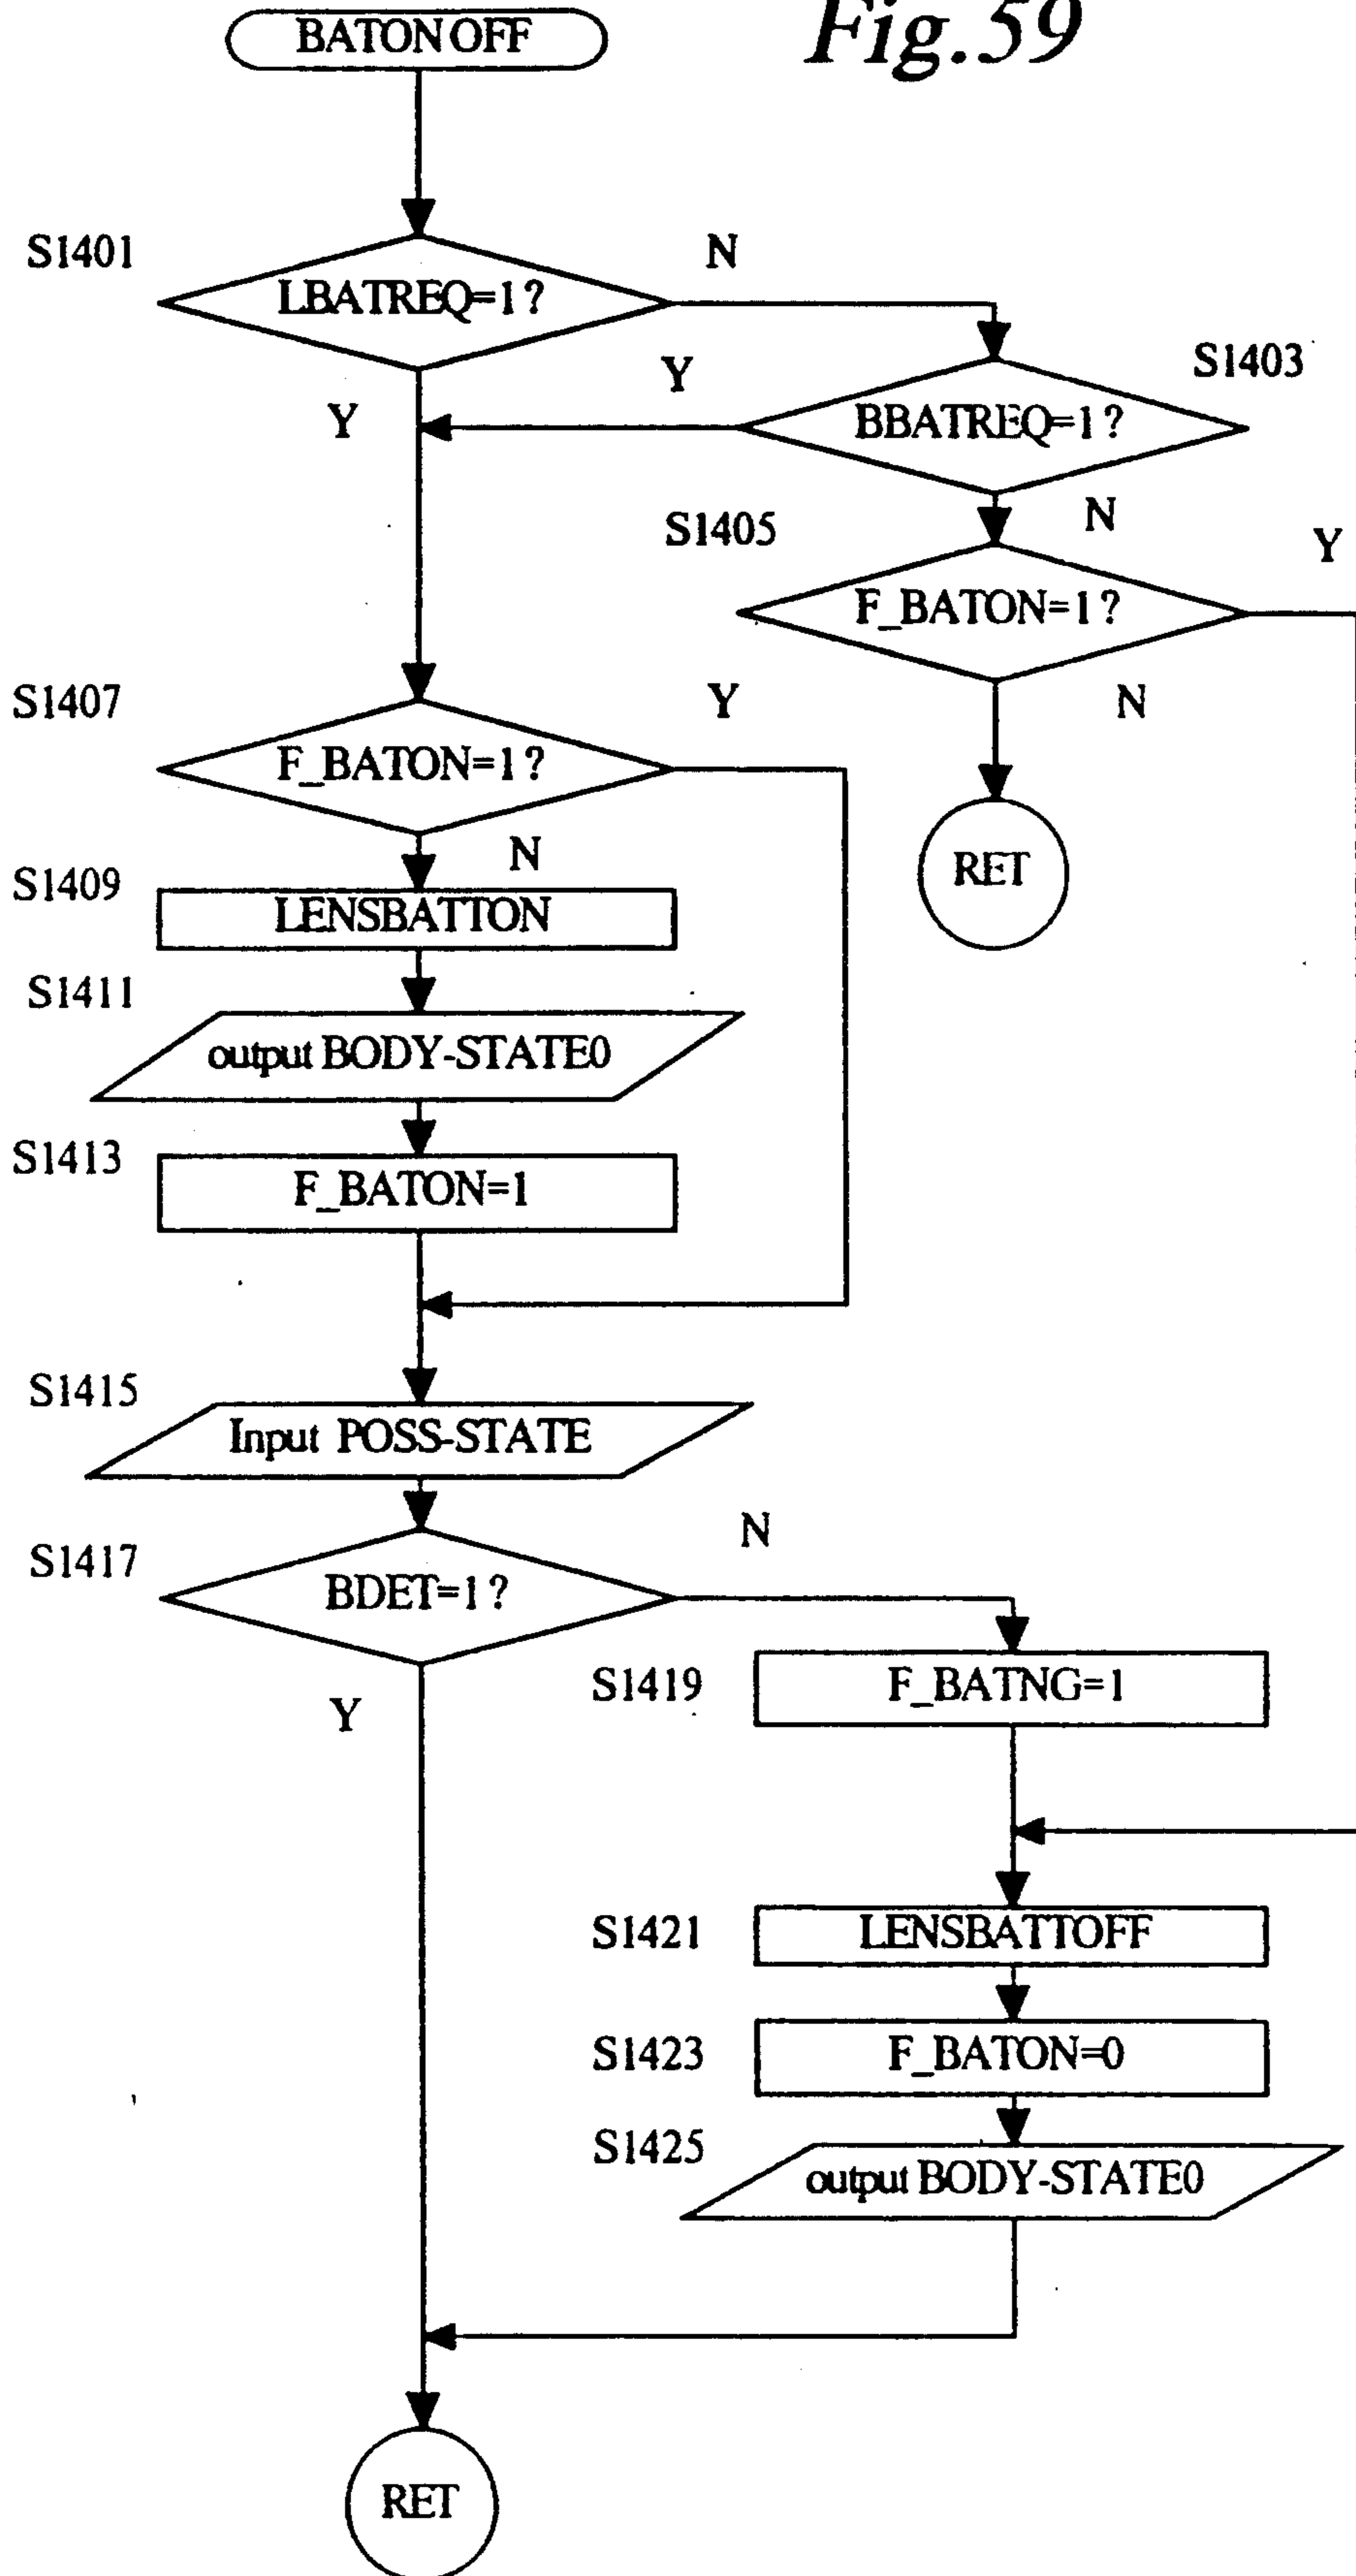 Fig.59
BATON OFF
S1401
LBATREQ=1?
N
Y
S1403
BBATREQ=1?
Y
N
S1405
F_BATON=1?
Y
N
RET
S1407
F_BATON=1?
Y
N
S1409
LENSBATTON
S1411
output BODY-STATE0
S1413
F_BATON=1
S1415
Input POSS-STATE
S1417
BDET=1?
N
Y
S1419
F_BATNG=1
S1421
LENSBATTOFF
S1423
F_BATON=0
S1425
output BODY-STATE0
RET